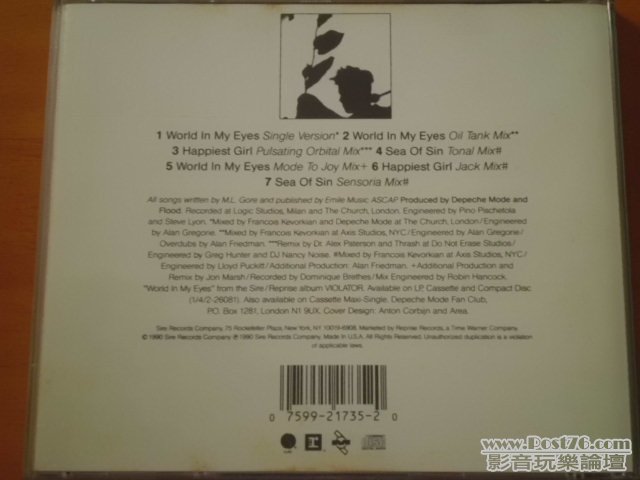 1 World In My Eyes Single Version* 2 World In My Eyes Oil Tank Mix**
3 Happiest Girl Pulsating Orbital Mix*** 4 Sea Of Sin Tonal Mix#
5 World In My Eyes Mode To Joy Mix+ 6 Happiest Girl Jack Mix#
7 Sea Of Sin Sensoria Mix#
All songs written by M.L. Gore and published by Emile Music, ASCAP Produced by Depeche Mode and
Flood. Recorded at Logic Studios, Milan and The Church, London. Engineered by Pino Pischetola
and Steve Lyon. *Mixed by Francois Kevorkian and Depeche Mode at The Church, London/Engineered
by Alan Gregorie. **Mixed by Francois Kevorkian at Axis Studios, NYC/Engineered by Alan Gregorie/
Overdubs by Alan Friedman. ***Remix by Dr. Alex Paterson and Thrash at Do Not Erase Studios/
Engineered by Greg Hunter and DJ Nancy Noise. #Mixed by Francois Kevorkian at Axis Studios, NYC/
Engineered by Lloyd Puckitt/Additional Production: Alan Friedman. +Additional Production and
Remix by Jon Marsh/Recorded by Dominique Brethes/Mix Engineered by Robin Hancock.
"World In My Eyes" from the Sire/Reprise album VIOLATOR. Available on LP, Cassette and Compact Disc
(1/4/2-26081). Also available on Cassette Maxi-Single. Depeche Mode Fan Club,
P.O. Box 1281, London N1 9UX. Cover Design: Anton Corbijn and Area.
Sire Records Company, 75 Rockefeller Plaza, New York, NY 10019-6908. Marketed by Reprise Records, a Time Warner Company.
© 1990 Sire Records Company ℗ 1990 Sire Records Company. Made in U.S.A. All Rights Reserved. Unauthorized duplication is a violation
of applicable laws.
0 7599-21735-2 0
www.Post76.com
影音玩樂論壇